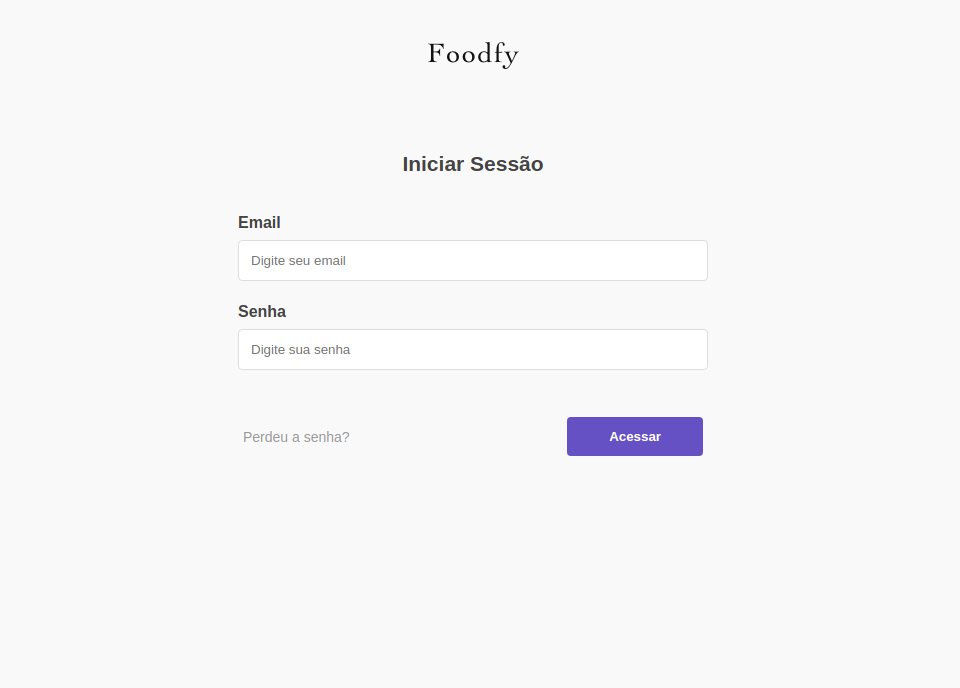 Foodfy
Iniciar Sessão
Email
Digite seu email
Senha
Digite sua senha
Perdeu a senha?
Acessar